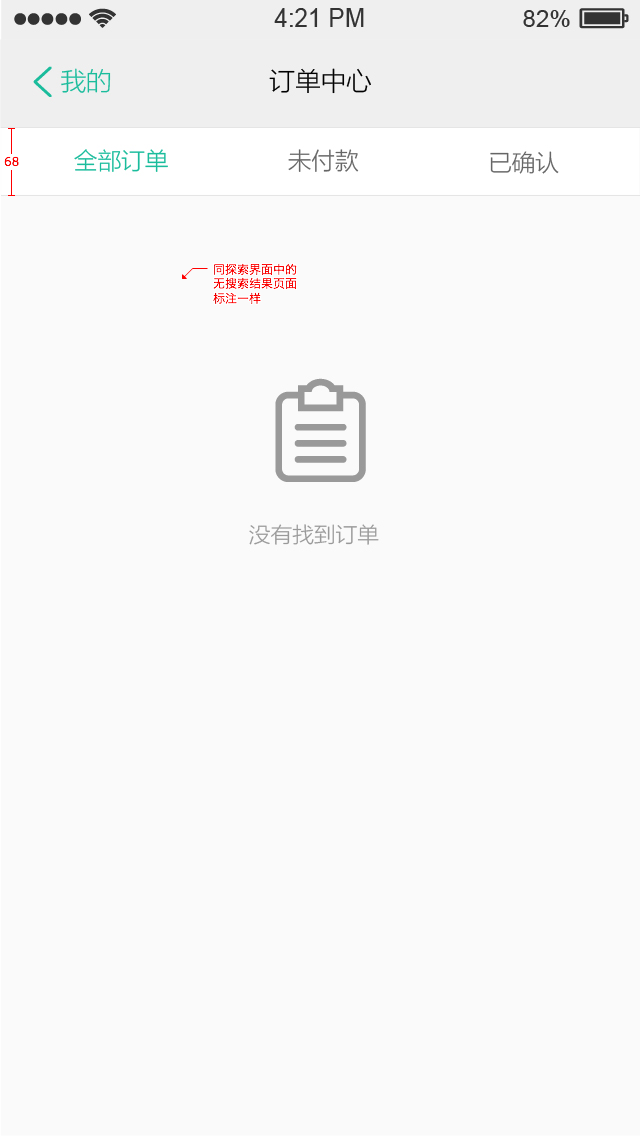 4:21 PM
82%
我的
订单中心
68
全部订单
未付款
已确认
同探索界面中的
无搜索结果页面
标注一样
没有找到订单